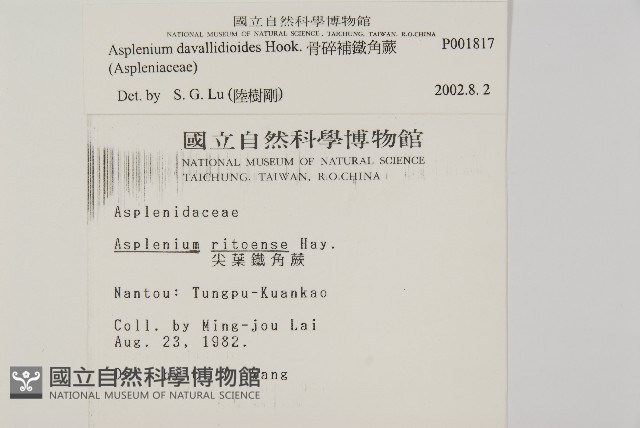 國立自然科學博物館
NATIONAL MUSEUM OF NATURAL SCIENCE, TAICHUNG, TAIWAN, R.O.CHINA
Asplenium davallidioides Hook. 骨碎補鐵角蕨 P001817
(Aspleniaceae)
Det. by S. G. Lu (陸樹剛) 2002.8. 2
國立自然科學博物館
NATIONAL MUSEUM OF NATURAL SCIENCE
TAICHUNG, TAIWAN, R.O.CHINA
Asplenidaceae
Asplenium ritoense Hay.
尖葉鐵角蕨
Nantou: Tungpu-Kuankao
Coll. by Ming-jou Lai
Aug. 23, 1982.
國立自然科學博物館
NATIONAL MUSEUM OF NATURAL SCIENCE